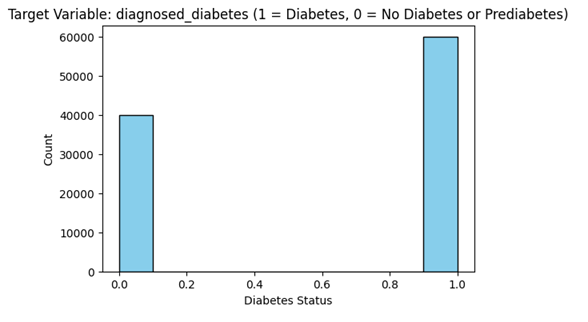 Target Variable: diagnosed_diabetes (1 = Diabetes, 0 = No Diabetes or Prediabetes)
60000
50000
40000
30000
20000
10000
0
Count
0.0 0.2 0.4 0.6 0.8 1.0
Diabetes Status